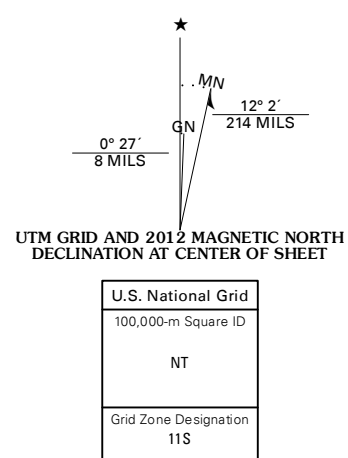 ★
MN
GN
12° 2´
214 MILS
0° 27´
8 MILS
UTM GRID AND 2012 MAGNETIC NORTH
DECLINATION AT CENTER OF SHEET
U.S. National Grid
100,000-m Square ID
NT
Grid Zone Designation
11S